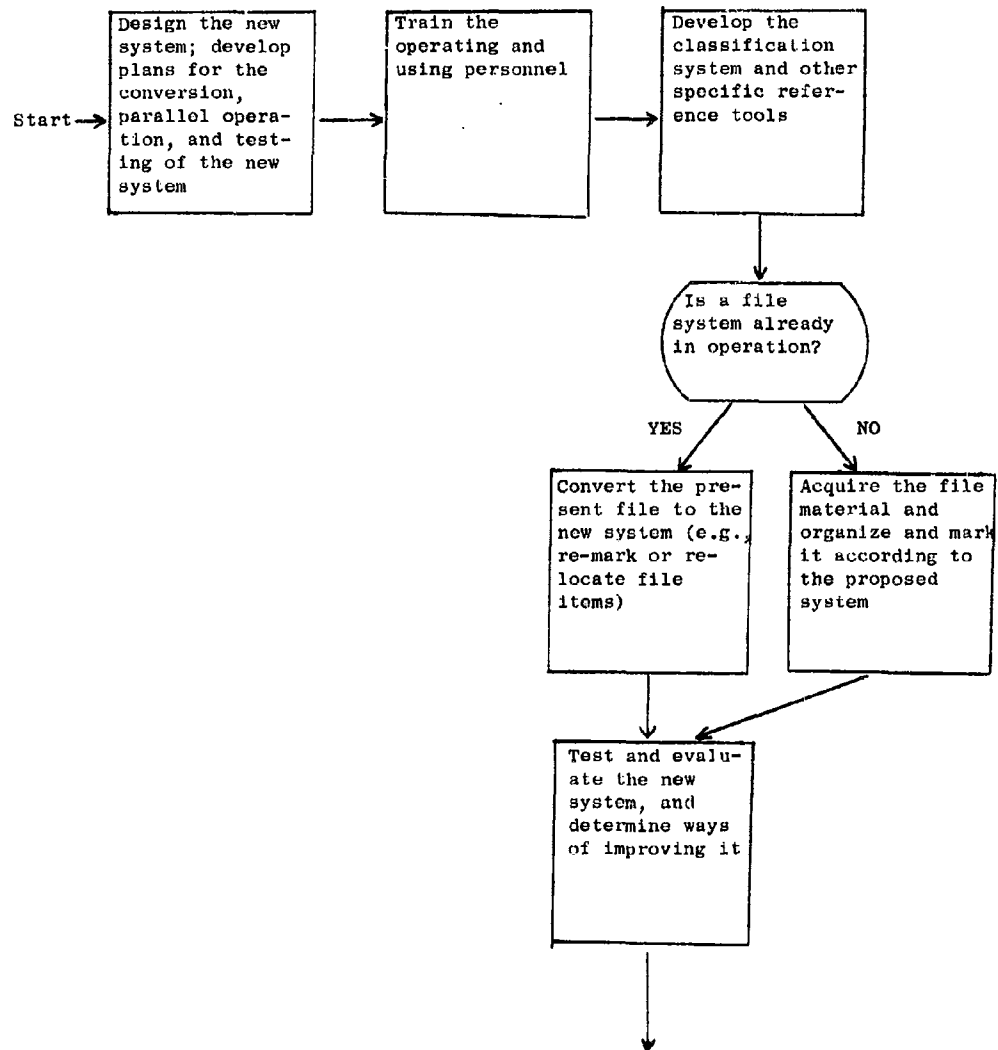 Start
Design the new
system; develop
plans for the
conversion,
parallel opera-
tion, and test-
ing of the new
system
Train the
operating and
using personnel
Develop the
classification
system and other
specific refer-
ence tools
Is a file
system already
in operation?
YES
NO
Convert the pre-
sent file to the
new system (e.g.,
re-mark or re-
locate file
items)
Acquire the file
material and
organize and mark
it according to
the proposed
system
Test and evalu-
ate the new
system, and
determine ways
of improving it